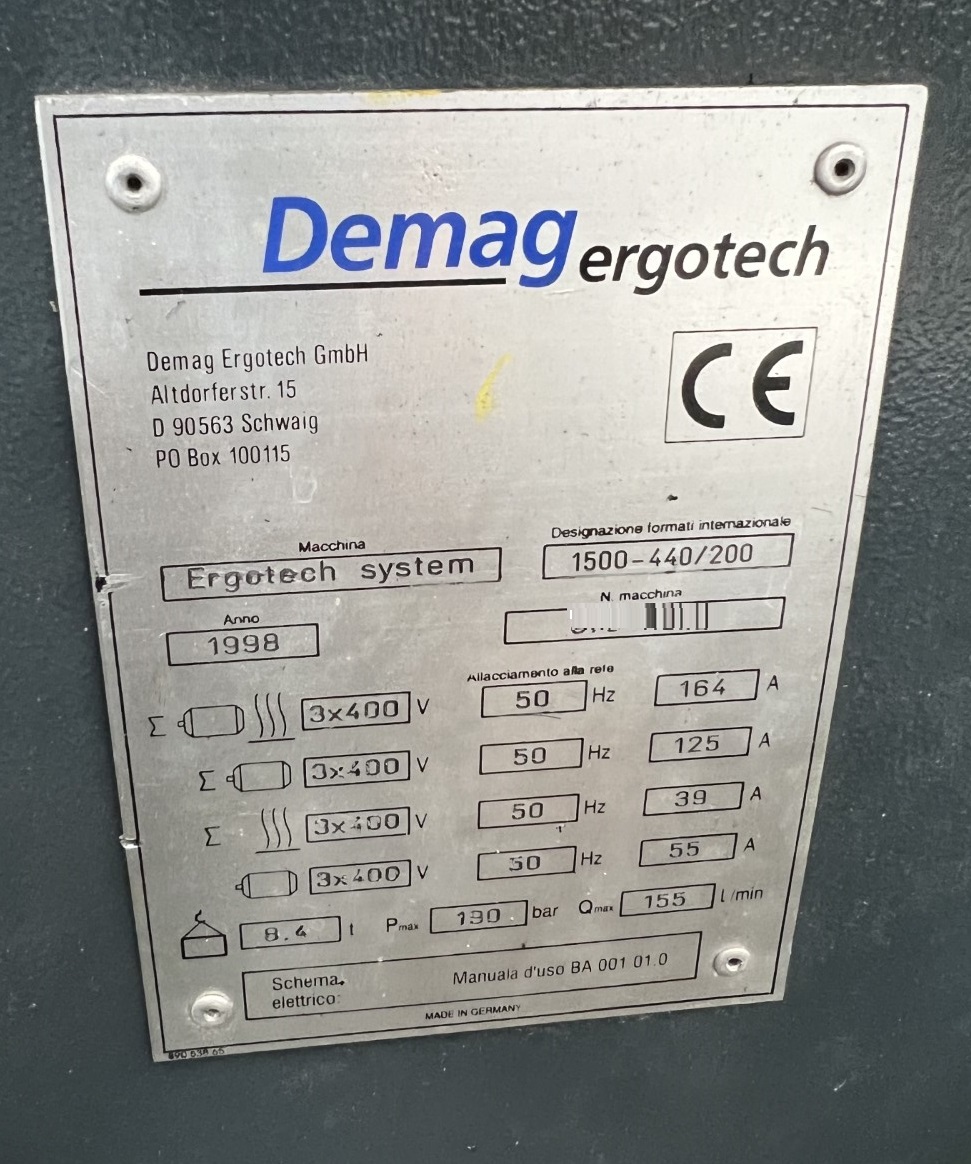 Demag ergotech
Demag Ergotech GmbH
Altdorferstr. 15
D 90563 Schwaig
PO Box 100115
CE
Macchina
Ergotech system
Designazione formati internazionale
1500-440/200
Anno
1998
N. macchina
Allacciamento alla rete
Σ 3x400 V 50 Hz 164 A
Σ 3x400 V 50 Hz 125 A
Σ 3x400 V 50 Hz 39 A
3x400 V 50 Hz 55 A
8.4 t Pmax 190 bar Qmax 155 l/min
Schema
elettrico:
Manuala d'uso BA 001 01.0
MADE IN GERMANY